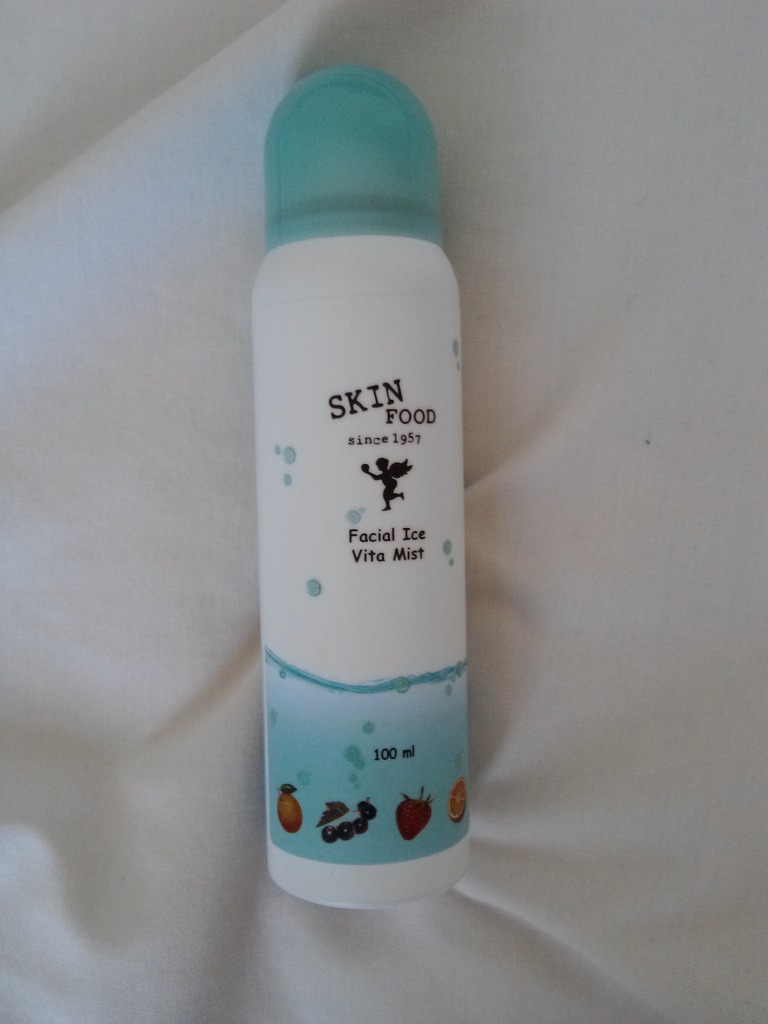 SKIN
FOOD
since 1957
Facial Ice
Vita Mist
100 ml